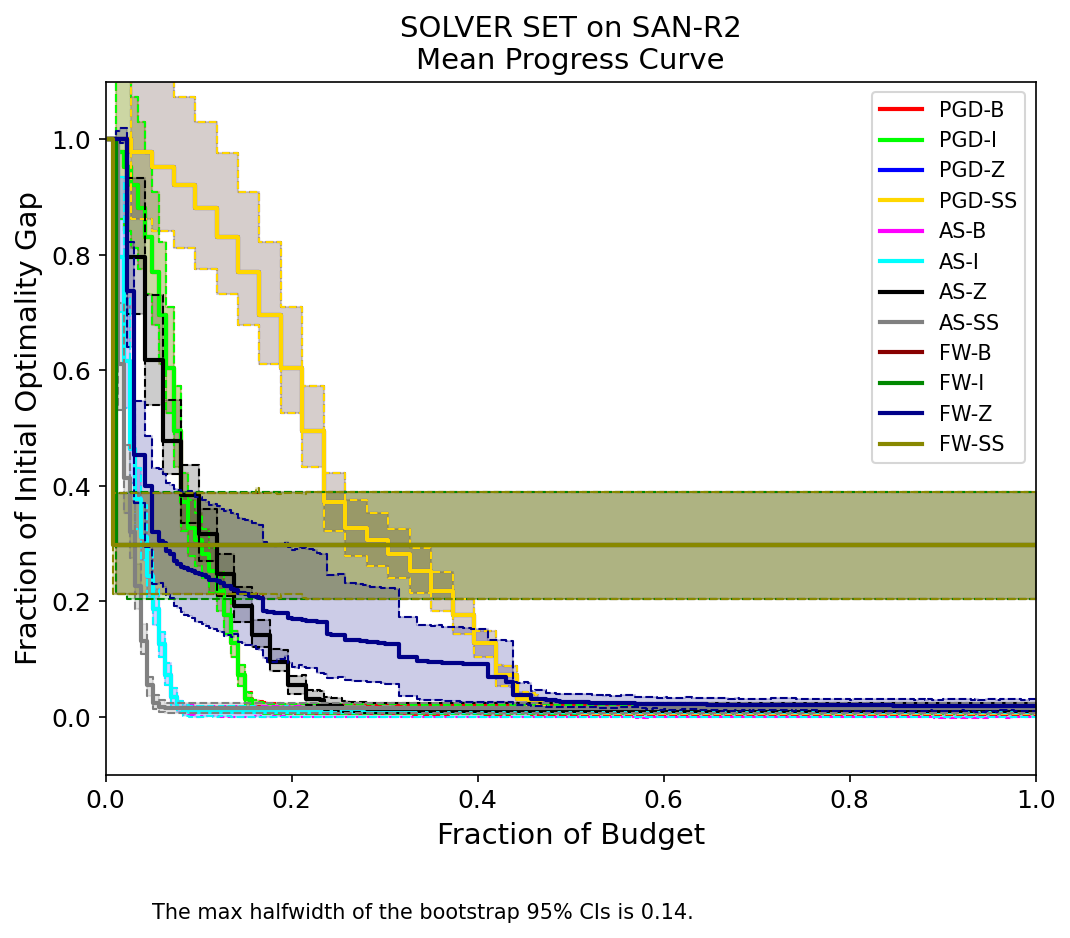 SOLVER SET on SAN-R2
Mean Progress Curve
Fraction of Initial Optimality Gap
1.0
0.8
0.6
0.4
0.2
0.0
PGD-B
PGD-I
PGD-Z
PGD-SS
AS-B
AS-I
AS-Z
AS-SS
FW-B
FW-I
FW-Z
FW-SS
0.0 0.2 0.4 0.6 0.8 1.0
Fraction of Budget
The max halfwidth of the bootstrap 95% CIs is 0.14.